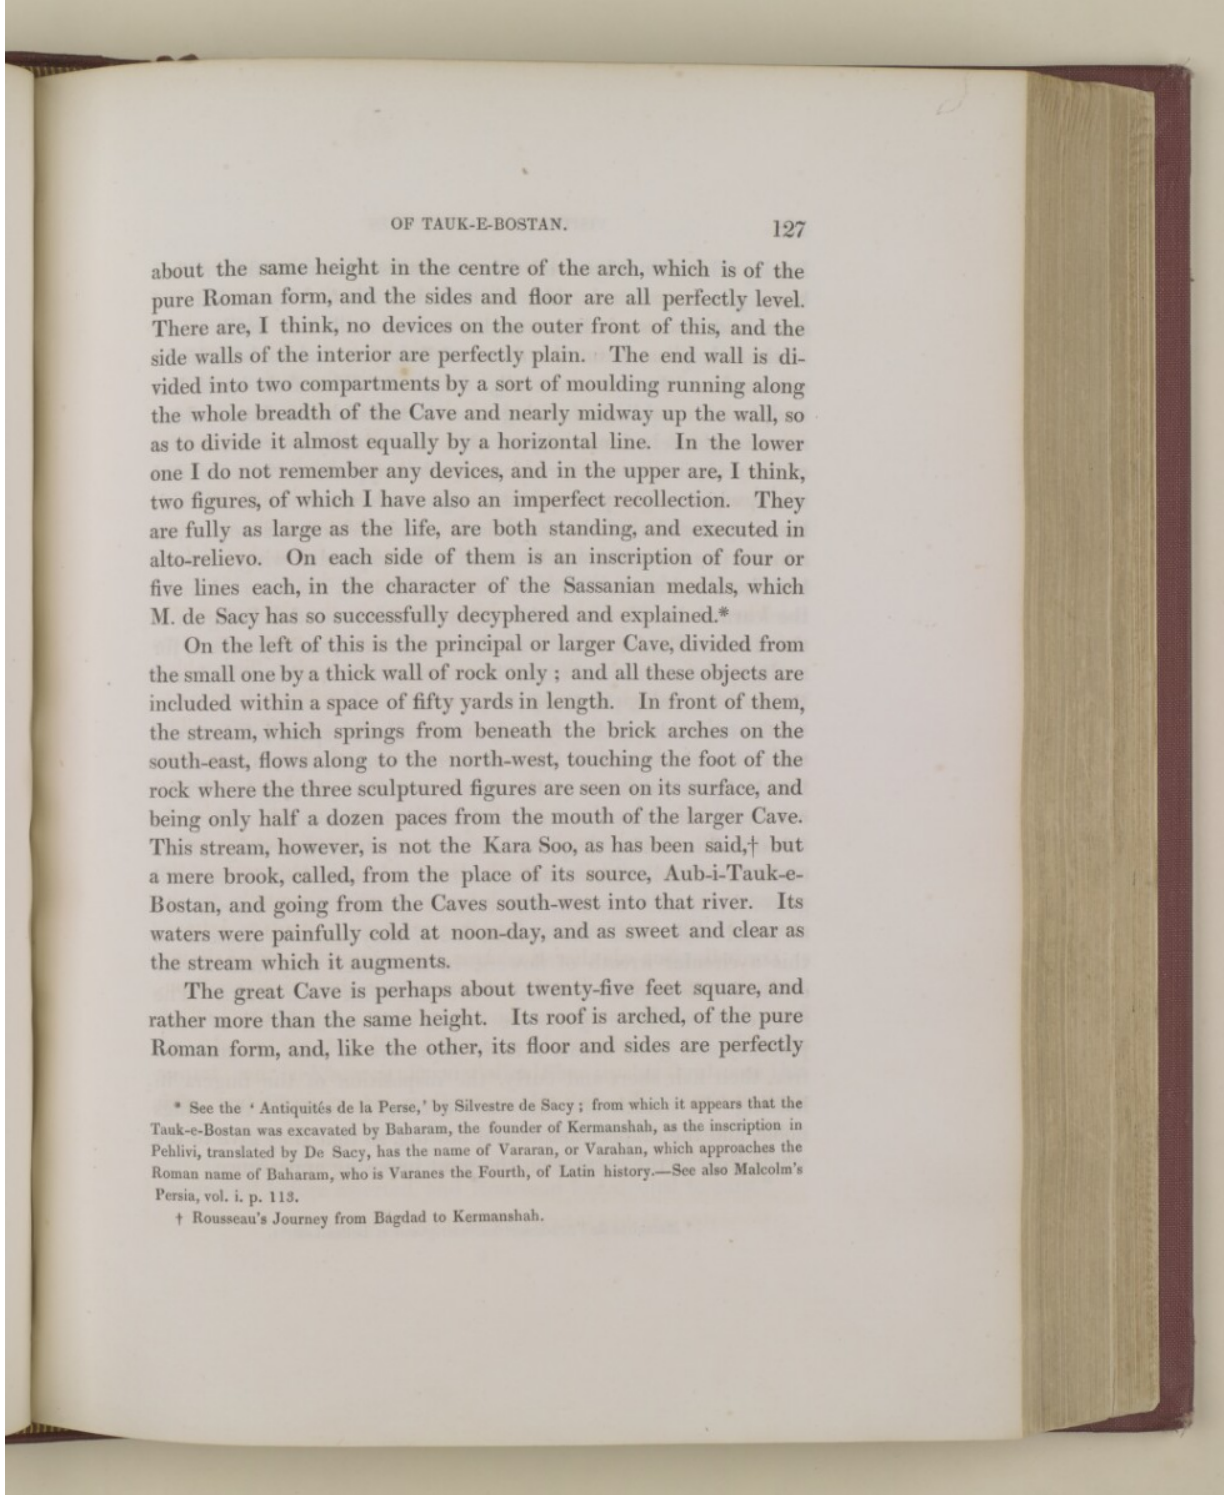 OF TAUK-E-BOSTAN. 127
about the same height in the centre of the arch, which is of the
pure Roman form, and the sides and floor are all perfectly level.
There are, I think, no devices on the outer front of this, and the
side walls of the interior are perfectly plain. The end wall is di-
vided into two compartments by a sort of moulding running along
the whole breadth of the Cave and nearly midway up the wall, so
as to divide it almost equally by a horizontal line. In the lower
one I do not remember any devices, and in the upper are, I think,
two figures, of which I have also an imperfect recollection. They
are fully as large as the life, are both standing, and executed in
alto-relievo. On each side of them is an inscription of four or
five lines each, in the character of the Sassanian medals, which
M. de Sacy has so successfully decyphered and explained.*
On the left of this is the principal or larger Cave, divided from
the small one by a thick wall of rock only ; and all these objects are
included within a space of fifty yards in length. In front of them,
the stream, which springs from beneath the brick arches on the
south-east, flows along to the north-west, touching the foot of the
rock where the three sculptured figures are seen on its surface, and
being only half a dozen paces from the mouth of the larger Cave.
This stream, however, is not the Kara Soo, as has been said,† but
a mere brook, called, from the place of its source, Aub-i-Tauk-e-
Bostan, and going from the Caves south-west into that river. Its
waters were painfully cold at noon-day, and as sweet and clear as
the stream which it augments.
The great Cave is perhaps about twenty-five feet square, and
rather more than the same height. Its roof is arched, of the pure
Roman form, and, like the other, its floor and sides are perfectly
* See the ‘ Antiquités de la Perse,’ by Silvestre de Sacy ; from which it appears that the
Tauk-e-Bostan was excavated by Baharam, the founder of Kermanshah, as the inscription in
Pehlivi, translated by De Sacy, has the name of Vararan, or Varahan, which approaches the
Roman name of Baharam, who is Varanes the Fourth, of Latin history.—See also Malcolm's
Persia, vol. i. p. 113.
† Rousseau's Journey from Bagdad to Kermanshah.